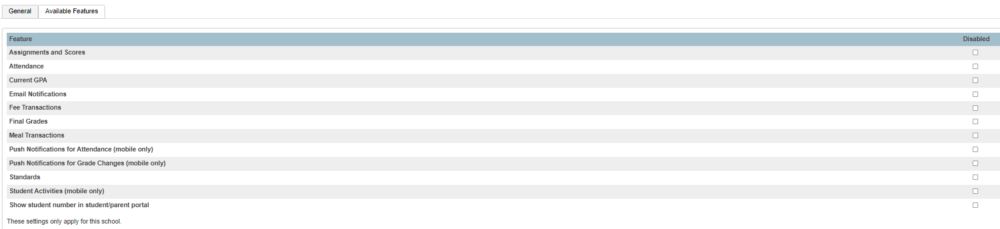 General Available Features
Feature Disabled
Assignments and Scores
Attendance
Current GPA
Email Notifications
Fee Transactions
Final Grades
Meal Transactions
Push Notifications for Attendance (mobile only)
Push Notifications for Grade Changes (mobile only)
Standards
Student Activities (mobile only)
Show student number in student/parent portal
These settings only apply for this school.